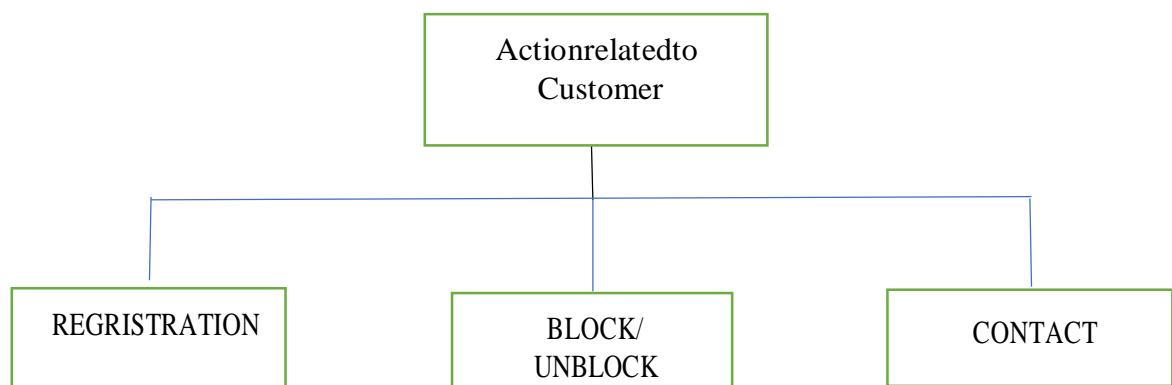 Actionrelatedto
Customer
REGRISTRATION
BLOCK/
UNBLOCK
CONTACT